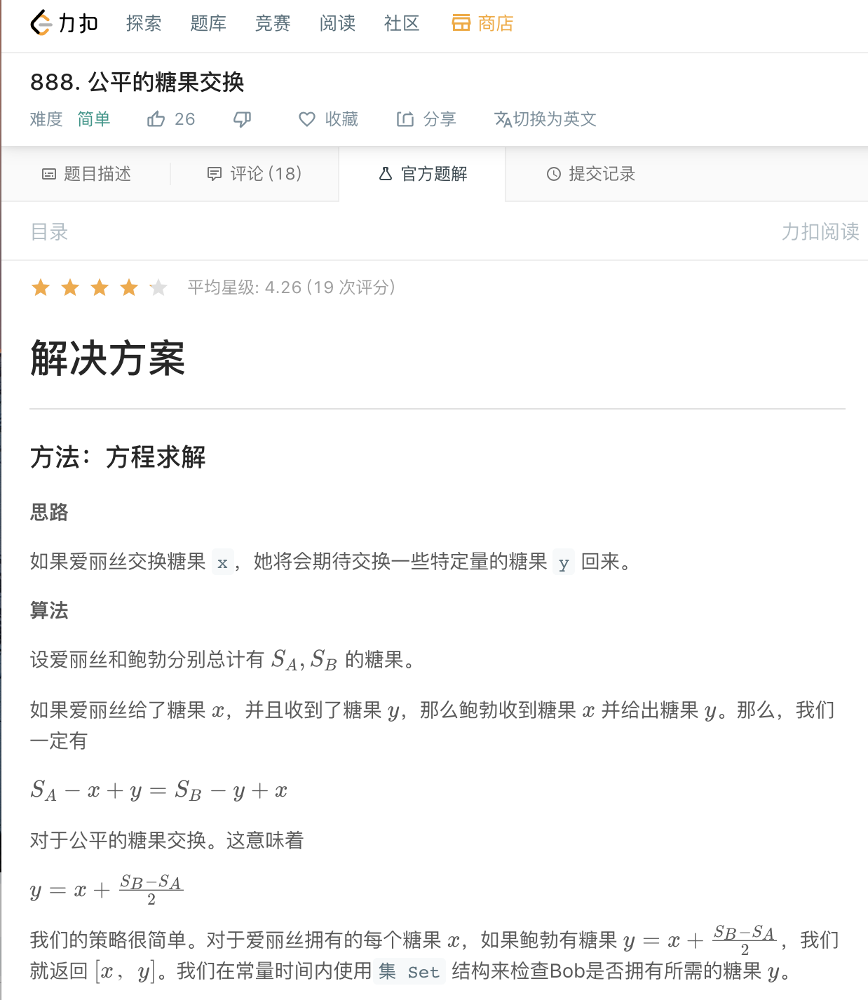 力扣 探索 题库 竞赛 阅读 社区 商店
888. 公平的糖果交换
难度 简单 26 收藏 分享 切换为英文
题目描述 评论 (18) 官方题解 提交记录
目录 力扣阅读
平均星级: 4.26 (19 次评分)
解决方案
方法：方程求解
思路
如果爱丽丝交换糖果 x，她将会期待交换一些特定量的糖果 y 回来。
算法
设爱丽丝和鲍勃分别总计有 S_A, S_B 的糖果。
如果爱丽丝给了糖果 x，并且收到了糖果 y，那么鲍勃收到糖果 x 并给出糖果 y。那么，我们
一定有
S_A − x + y = S_B − y + x
对于公平的糖果交换。这意味着
y = x + \frac{S_B−S_A}{2}
我们的策略很简单。对于爱丽丝拥有的每个糖果 x，如果鲍勃有糖果 y = x + \frac{S_B−S_A}{2}，我们
就返回 [x， y]。我们在常量时间内使用 集 Set 结构来检查Bob是否拥有所需的糖果 y。